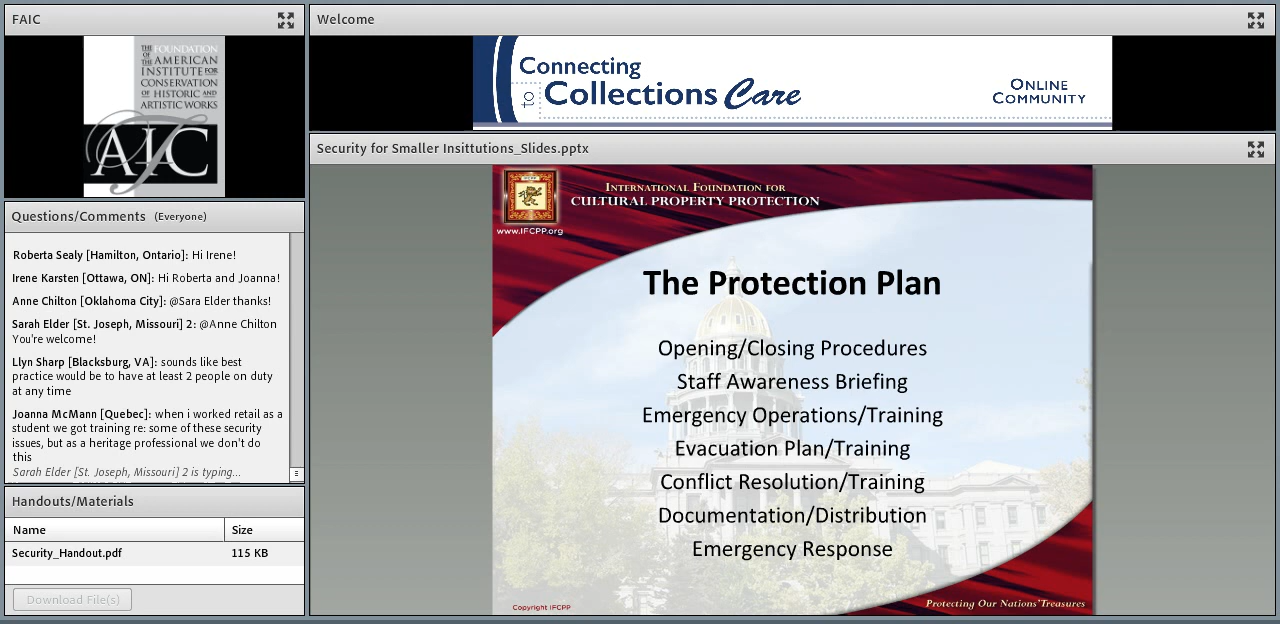 FAIC
THE FOUNDATION
OF THE AMERICAN
INSTITUTE FOR
CONSERVATION
OF HISTORIC AND
ARTISTIC WORKS
AIC
Questions/Comments (Everyone)
Roberta Sealy [Hamilton, Ontario]: Hi Irene!
Irene Karsten [Ottawa, ON]: Hi Roberta and Joanna!
Anne Chilton [Oklahoma City]: @Sara Elder thanks!
Sarah Elder [St. Joseph, Missouri] 2: @Anne Chilton
You're welcome!
Llyn Sharp [Blacksburg, VA]: sounds like best
practice would be to have at least 2 people on duty
at any time
Joanna McMann [Quebec]: when i worked retail as a
student we got training re: some of these security
issues, but as a heritage professional we don't do
this
Sarah Elder [St. Joseph, Missouri] 2 is typing...
Handouts/Materials
Name Size
Security_Handout.pdf 115 KB
Download File(s)
Welcome
Connecting
to Collections Care
ONLINE
COMMUNITY
Security for Smaller Insittutions_Slides.pptx
IFCPP
www.IFCPP.org
INTERNATIONAL FOUNDATION FOR
CULTURAL PROPERTY PROTECTION
The Protection Plan
Opening/Closing Procedures
Staff Awareness Briefing
Emergency Operations/Training
Evacuation Plan/Training
Conflict Resolution/Training
Documentation/Distribution
Emergency Response
Copyright IFCPP
Protecting Our Nations' Treasures